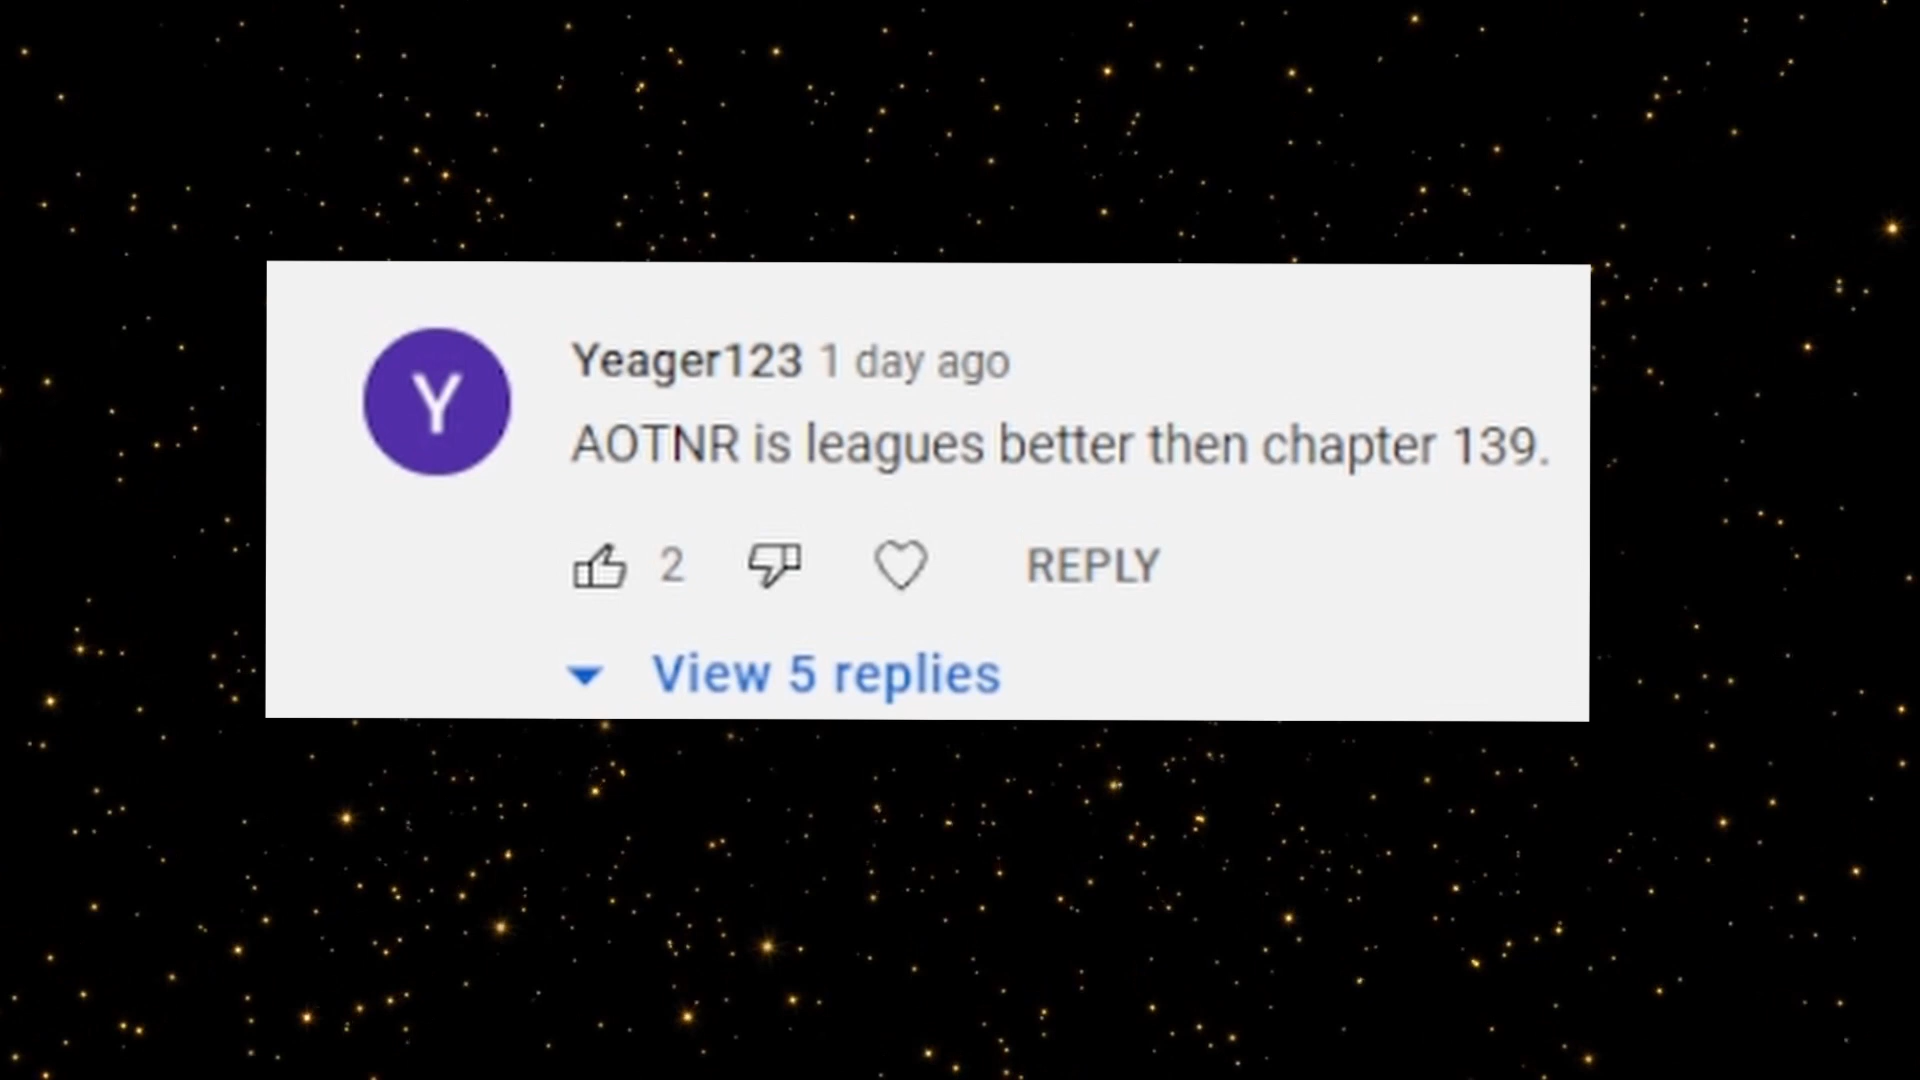 Y
Yeager123 1 day ago
AOTNR is leagues better then chapter 139.
2 REPLY
View 5 replies